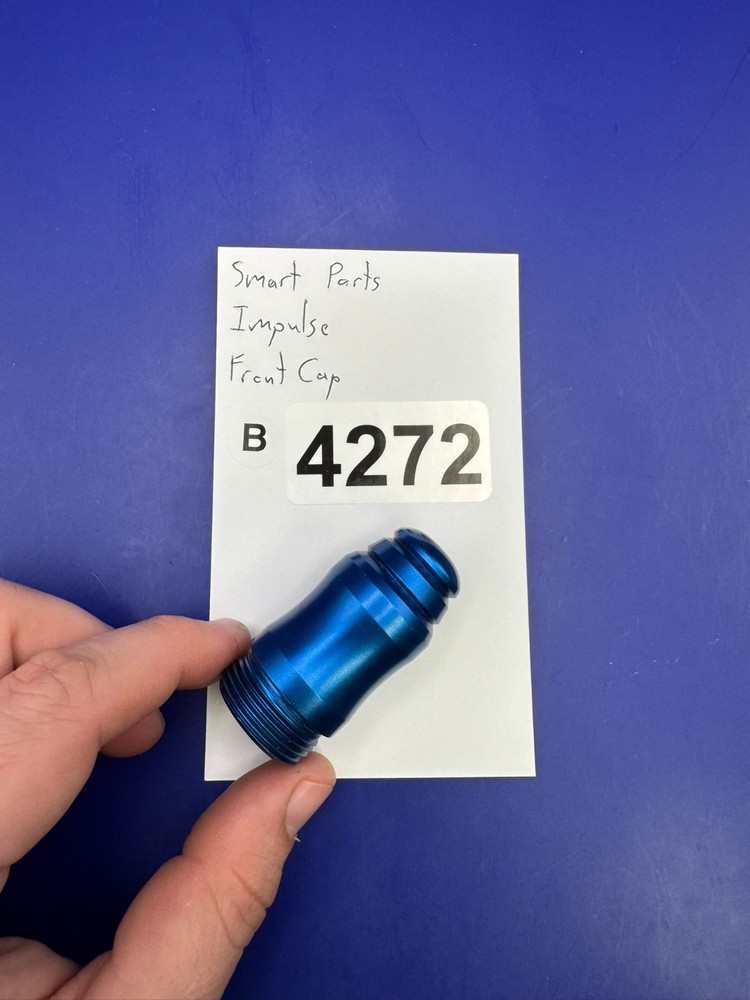 Smart Parts
Impulse
Front Cap
B 4272